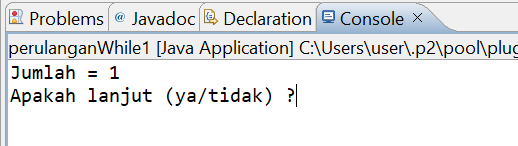 Problems @ Javadoc Declaration Console
perulanganWhile1 [Java Application] C:\Users\user\.p2\pool\plug
Jumlah = 1
Apakah lanjut (ya/tidak) ?